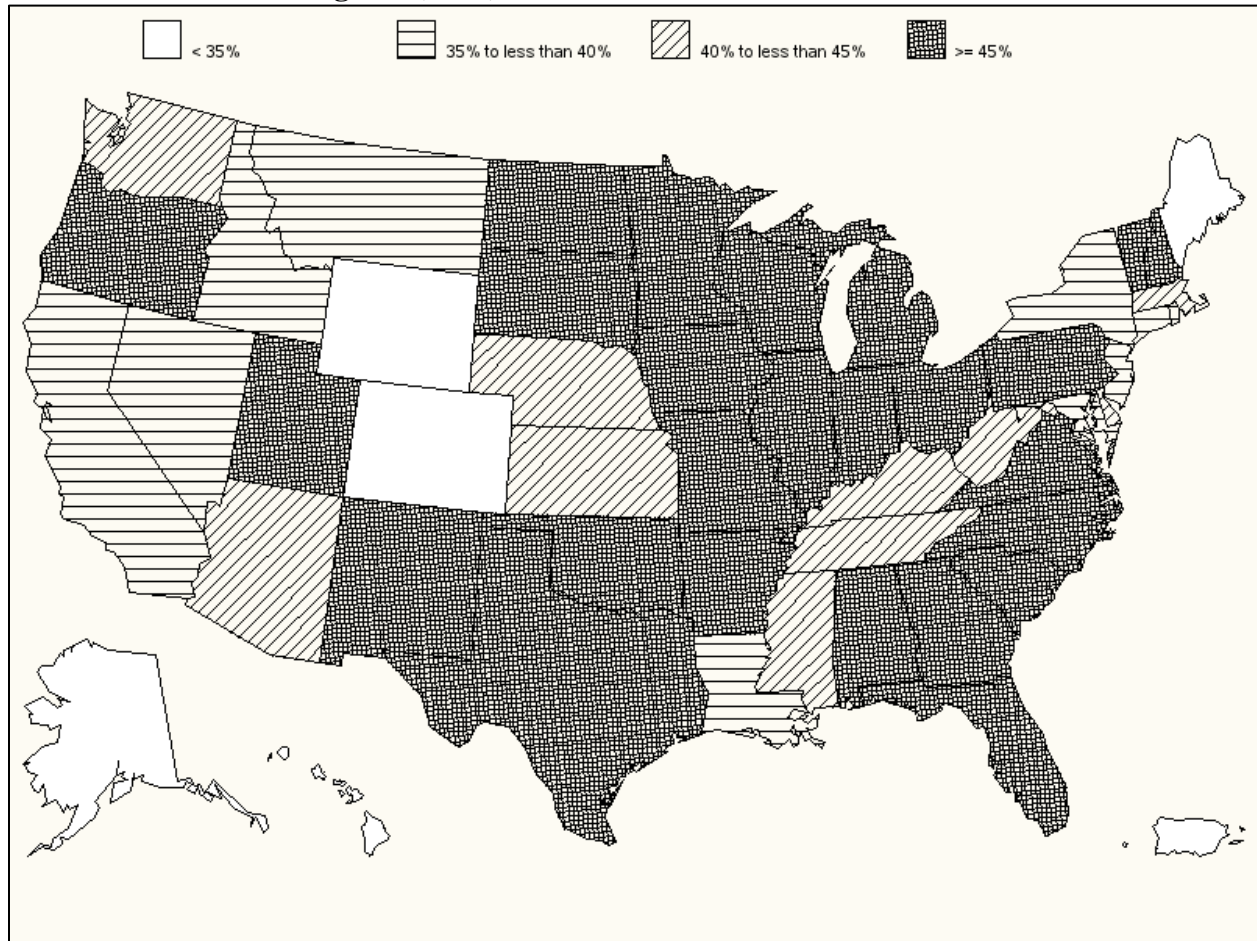 < 35%
35% to less than 40%
40% to less than 45%
>= 45%